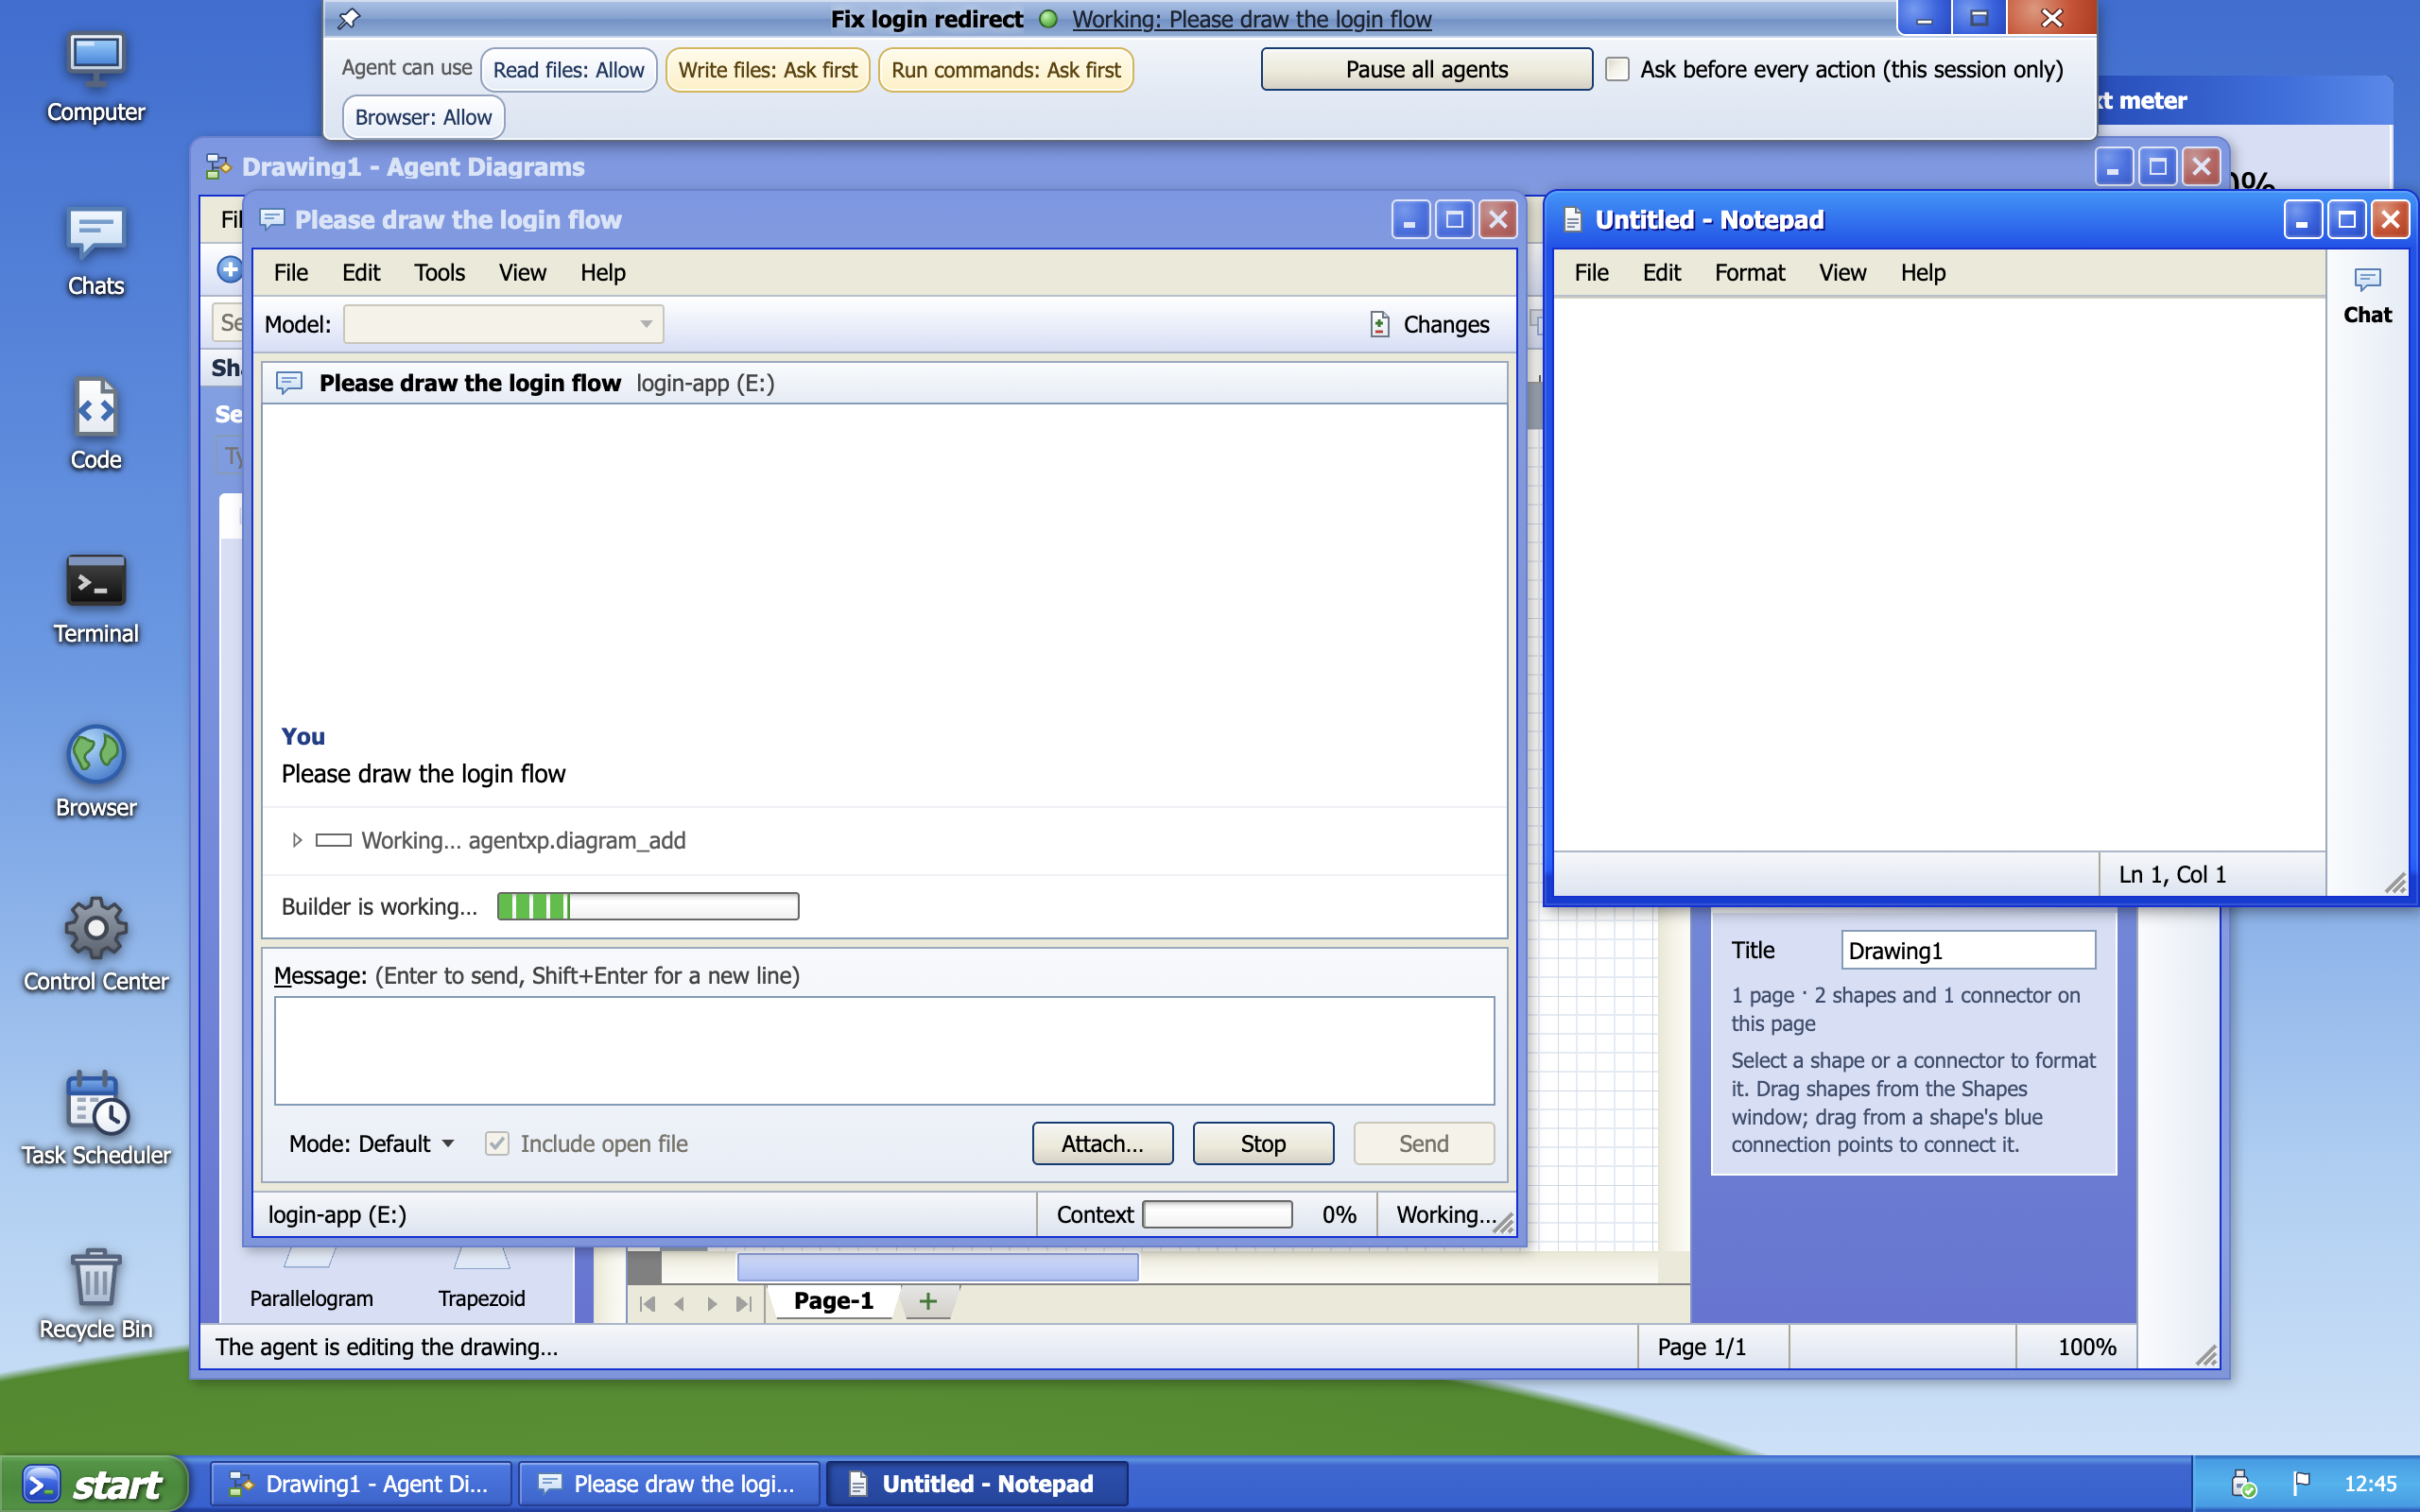 Fix login redirect Working: Please draw the login flow
Agent can use Read files: Allow Write files: Ask first Run commands: Ask first Pause all agents Ask before every action (this session only)
Browser: Allow
meter
Computer
Chats
Code
Terminal
Browser
Control Center
Task Scheduler
Recycle Bin
Drawing1 - Agent Diagrams
Please draw the login flow
File Edit Tools View Help
Model: Changes
Please draw the login flow login-app (E:)
You
Please draw the login flow
Working... agentxp.diagram_add
Builder is working...
Message: (Enter to send, Shift+Enter for a new line)
Mode: Default Include open file Attach... Stop Send
login-app (E:) Context 0% Working...
Untitled - Notepad
File Edit Format View Help
Chat
Ln 1, Col 1
Title Drawing1
1 page · 2 shapes and 1 connector on
this page
Select a shape or a connector to format
it. Drag shapes from the Shapes
window; drag from a shape's blue
connection points to connect it.
Parallelogram Trapezoid
Page-1
The agent is editing the drawing... Page 1/1 100%
start Drawing1 - Agent Di... Please draw the logi... Untitled - Notepad 12:45